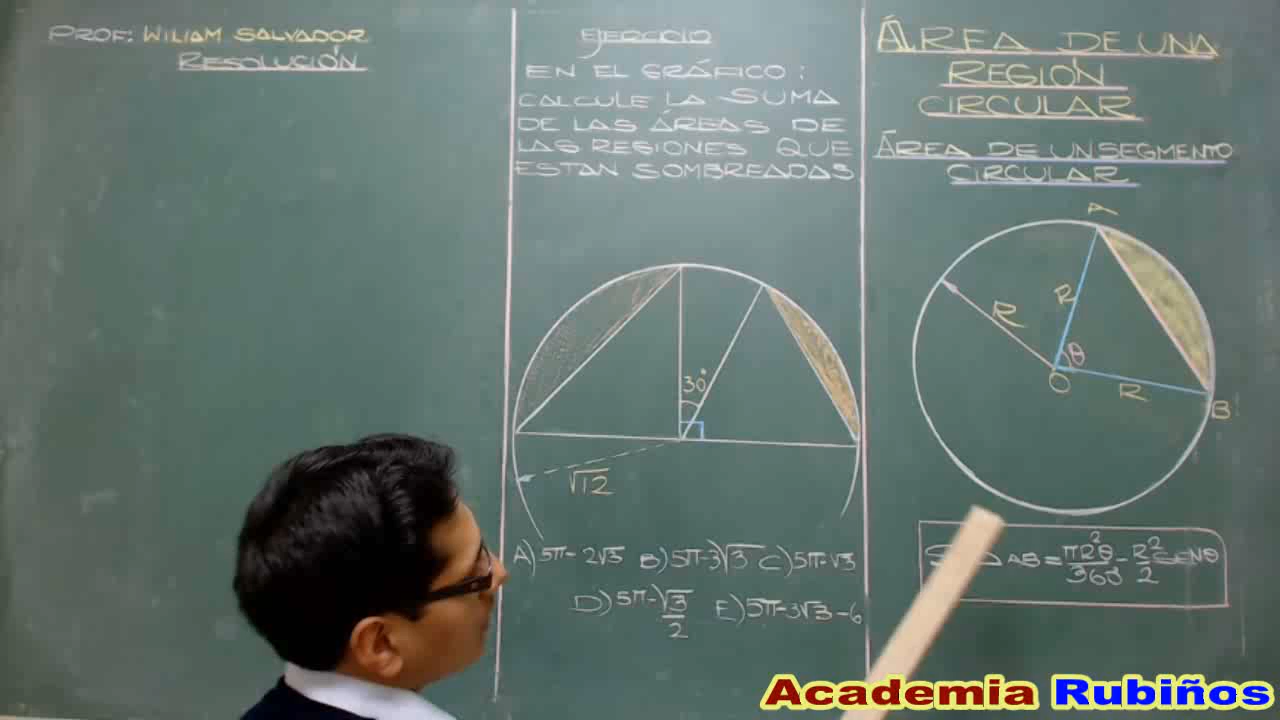 PROF: WILIAM SALVADOR
RESOLUCIÓN
EJERCICIO
EN EL GRÁFICO:
CALCULE LA SUMA
DE LAS ÁREAS DE
LAS REGIONES QUE
ESTAN SOMBREADAS
30°
√12
A) 5π-2√3 B) 5π-3√3 C) 5π-√3
D) 5π-√3/2 E) 5π-3√3-6
ÁREA DE UNA
REGIÓN
CIRCULAR
ÁREA DE UN SEGMENTO
CIRCULAR
A
R
R
θ
O
R
B
AB = πR²θ/360° - R²/2 SENθ
Academia Rubiños